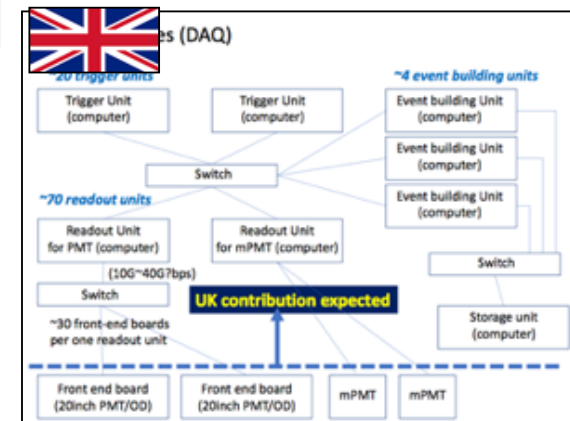 es (DAQ)
~20 trigger units
~4 event building units
Trigger Unit
(computer)
Trigger Unit
(computer)
Event building Unit
(computer)
Event building Unit
(computer)
Event building Unit
(computer)
Switch
~70 readout units
Readout Unit
for PMT (computer)
Readout Unit
for mPMT (computer)
(10G~40G?bps)
Switch
Switch
UK contribution expected
~30 front-end boards
per one readout unit
Storage unit
(computer)
Front end board
(20inch PMT/OD)
Front end board
(20inch PMT/OD)
mPMT
mPMT